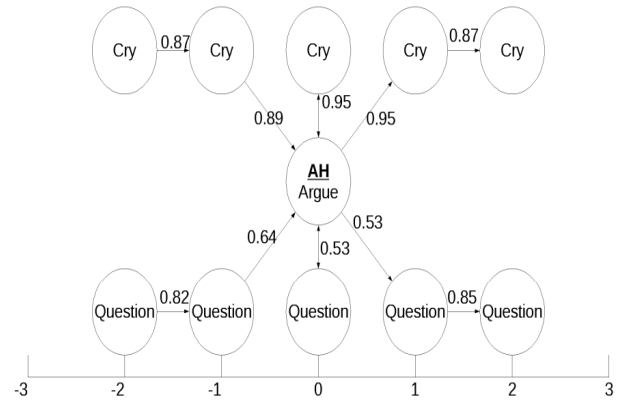 Cry 0.87 Cry Cry Cry 0.87 Cry
0.89 0.95 0.95
AH
Argue
0.64 0.53 0.53
Question 0.82 Question Question Question 0.85 Question
-3 -2 -1 0 1 2 3